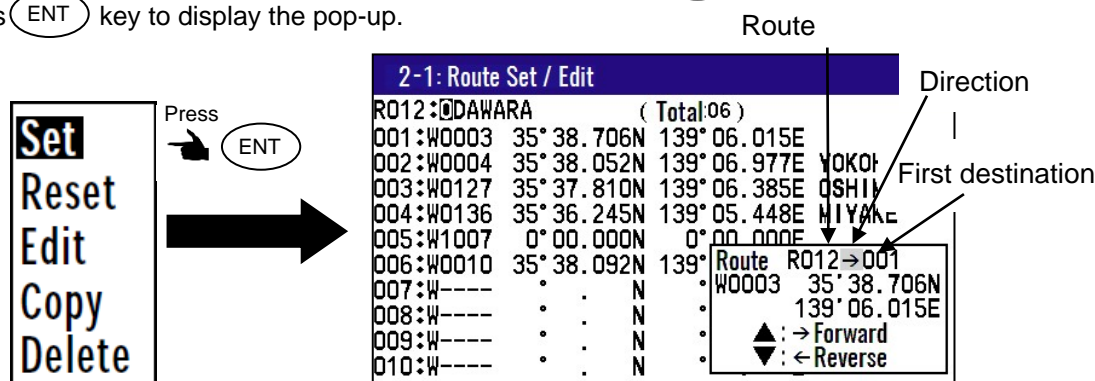 s ENT key to display the pop-up.
Route
Direction
First destination
Press
ENT
Set
Reset
Edit
Copy
Delete
2-1: Route Set / Edit
R012:ODAWARA (Total:06)
001:W0003 35°38.706N 139°06.015E
002:W0004 35°38.052N 139°06.977E
003:W0127 35°37.810N 139°06.385E
004:W0136 35°36.245N 139°05.448E MIYAKE
005:W1007 0°00.000N 0°00.000E
006:W0010 35°38.092N 139°
007:W---- ° . N °
008:W---- ° . N °
009:W---- ° . N °
010:W---- ° . N °
Route R012→001
W0003 35°38.706N
139°06.015E
▲:→Forward
▼:←Reverse